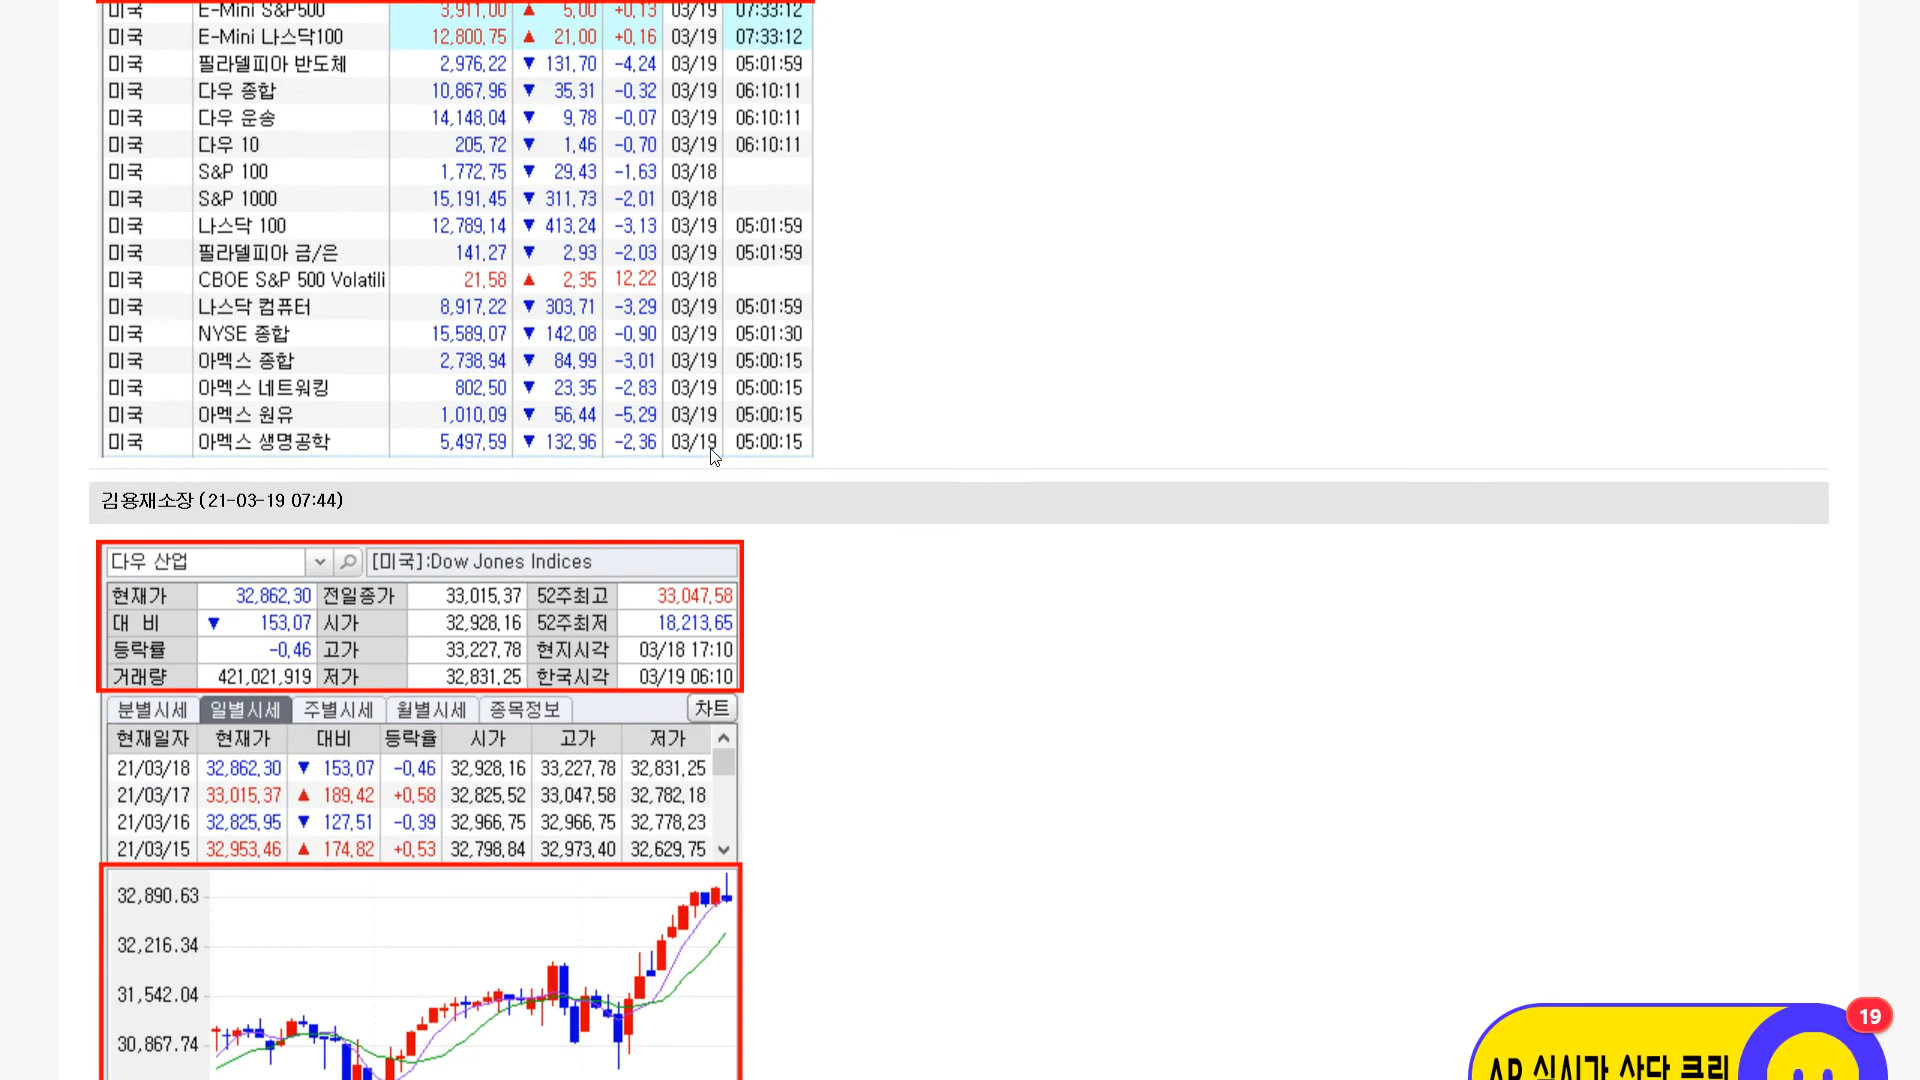 미국 E-Mini S&P500 3,911,00 ▲ 5,00 +0,13 03/19 07:33:12
미국 E-Mini 나스닥100 12,800,75 ▲ 21,00 +0,16 03/19 07:33:12
미국 필라델피아 반도체 2,976,22 ▼ 131,70 -4,24 03/19 05:01:59
미국 다우 종합 10,867,96 ▼ 35,31 -0,32 03/19 06:10:11
미국 다우 운송 14,148,04 ▼ 9,78 -0,07 03/19 06:10:11
미국 다우 10 205,72 ▼ 1,46 -0,70 03/19 06:10:11
미국 S&P 100 1,772,75 ▼ 29,43 -1,63 03/18
미국 S&P 1000 15,191,45 ▼ 311,73 -2,01 03/18
미국 나스닥 100 12,789,14 ▼ 413,24 -3,13 03/19 05:01:59
미국 필라델피아 금/은 141,27 ▼ 2,93 -2,03 03/19 05:01:59
미국 CBOE S&P 500 Volatili 21,58 ▲ 2,35 12,22 03/18
미국 나스닥 컴퓨터 8,917,22 ▼ 303,71 -3,29 03/19 05:01:59
미국 NYSE 종합 15,589,07 ▼ 142,08 -0,90 03/19 05:01:30
미국 아멕스 종합 2,738,94 ▼ 84,99 -3,01 03/19 05:00:15
미국 아멕스 네트워킹 802,50 ▼ 23,35 -2,83 03/19 05:00:15
미국 아멕스 원유 1,010,09 ▼ 56,44 -5,29 03/19 05:00:15
미국 아멕스 생명공학 5,497,59 ▼ 132,96 -2,36 03/19 05:00:15
김용재소장 (21-03-19 07:44)
다우 산업 [미국]:Dow Jones Indices
현재가 32,862,30 전일종가 33,015,37 52주최고 33,047,58
대 비 ▼ 153,07 시가 32,928,16 52주최저 18,213,65
등락률 -0,46 고가 33,227,78 현지시각 03/18 17:10
거래량 421,021,919 저가 32,831,25 한국시각 03/19 06:10
분별시세 일별시세 주별시세 월별시세 종목정보 차트
현재일자 현재가 대비 등락율 시가 고가 저가
21/03/18 32,862,30 ▼ 153,07 -0,46 32,928,16 33,227,78 32,831,25
21/03/17 33,015,37 ▲ 189,42 +0,58 32,825,52 33,047,58 32,782,18
21/03/16 32,825,95 ▼ 127,51 -0,39 32,966,75 32,966,75 32,778,23
21/03/15 32,953,46 ▲ 174,82 +0,53 32,798,84 32,973,40 32,629,75
32,890.63
32,216.34
31,542.04
30,867.74
19